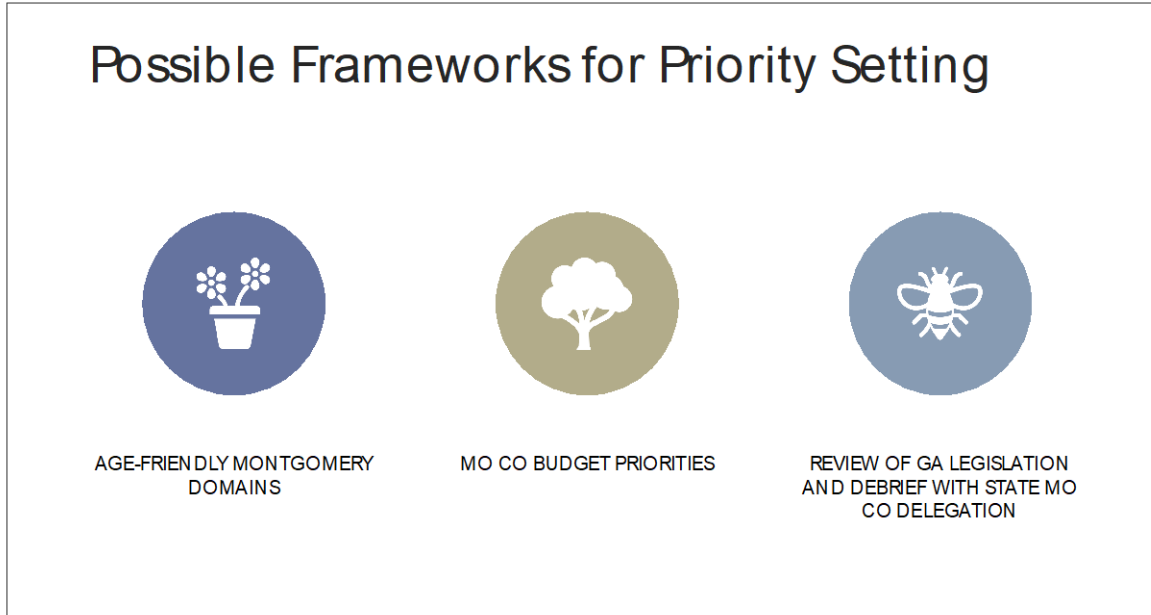 Possible Frameworks for Priority Setting
AGE-FRIENDLY MONTGOMERY
DOMAINS
MO CO BUDGET PRIORITIES
REVIEW OF GA LEGISLATION
AND DEBRIEF WITH STATE MO
CO DELEGATION